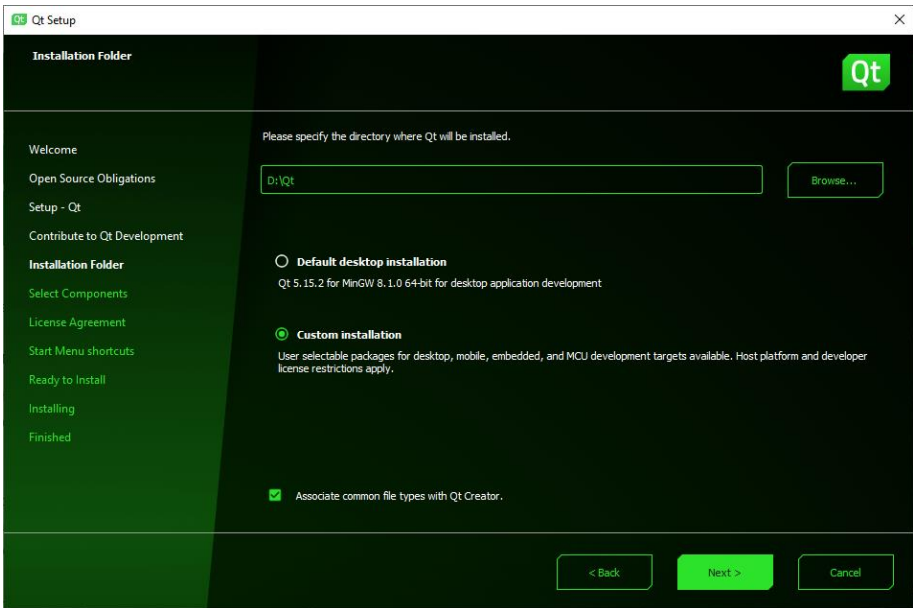 Qt Qt Setup
Installation Folder
Qt
Please specify the directory where Qt will be installed.
Welcome
Open Source Obligations
Setup - Qt
Contribute to Qt Development
Installation Folder
Select Components
License Agreement
Start Menu shortcuts
Ready to Install
Installing
Finished
D:\Qt
Browse...
Default desktop installation
Qt 5.15.2 for MinGW 8.1.0 64-bit for desktop application development
Custom installation
User selectable packages for desktop, mobile, embedded, and MCU development targets available. Host platform and developer
license restrictions apply.
Associate common file types with Qt Creator.
< Back
Next >
Cancel